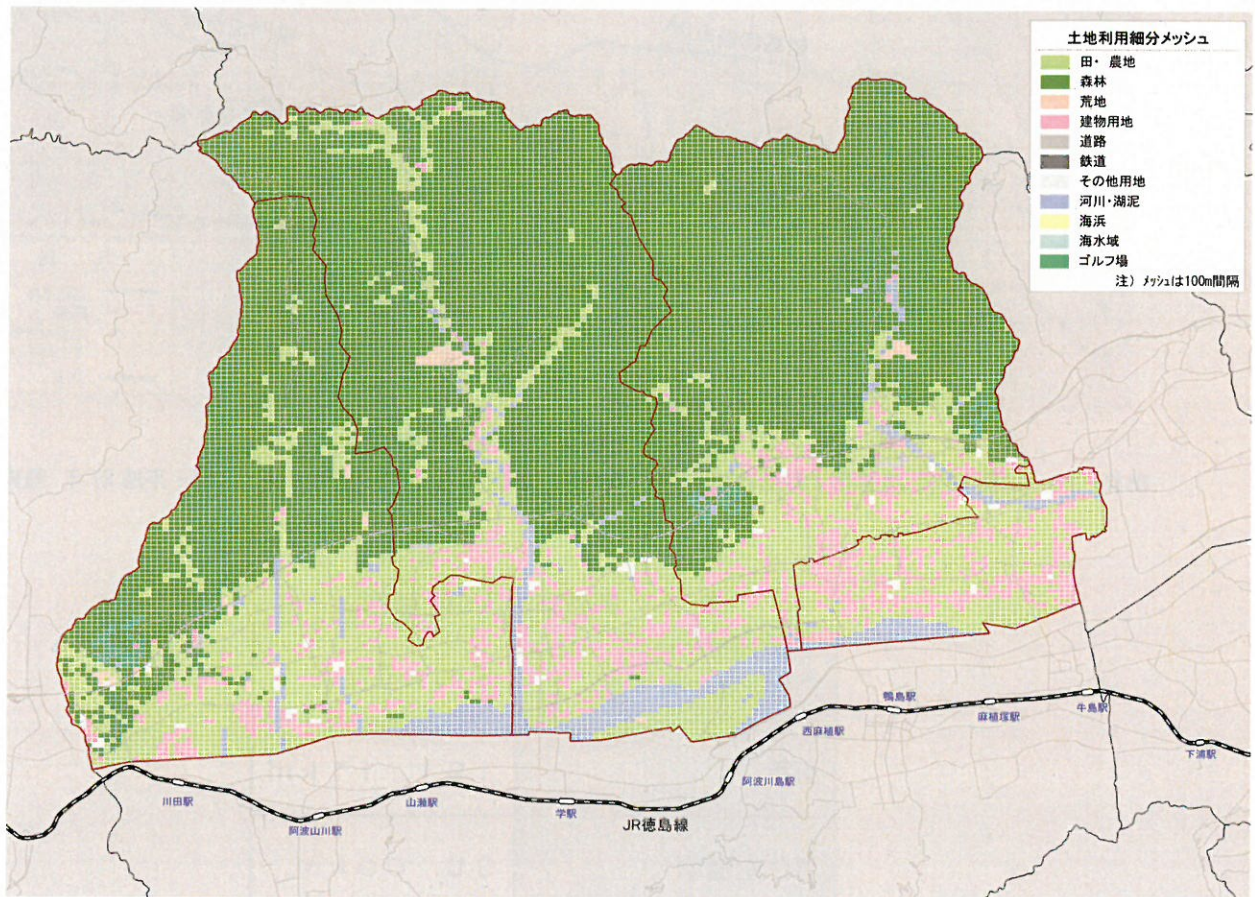 土地利用細分メッシュ
田・ 農地
森林
荒地
建物用地
道路
鉄道
その他用地
河川・湖泥
海浜
海水域
ゴルフ場
注） メッシュは100m間隔
鴨島駅
麻植塚駅
牛島駅
西麻植駅
下浦駅
阿波川島駅
川田駅
山瀬駅
学駅
阿波山川駅
JR徳島線